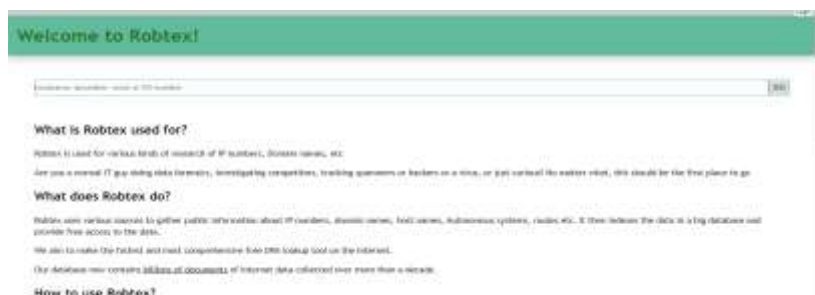 Welcome to Robtex!
GO
What is Robtex used for?
Robtex is used for various kinds of research of IP numbers, Domain names, etc
Are you a normal IT guy doing data forensics, investigating competitors, tracking spammers or hackers or a virus, or just curious? No matter what, this should be the first place to go
What does Robtex do?
Robtex uses various sources to gather public information about IP numbers, domain names, host names, Autonomous systems, routes etc. It then indexes the data in a big database and
provide free access to the data.
We aim to make the fastest and most comprehensive free DNS lookup tool on the Internet.
Our database now contains billions of documents of internet data collected over more than a decade.
How to use Robtex?